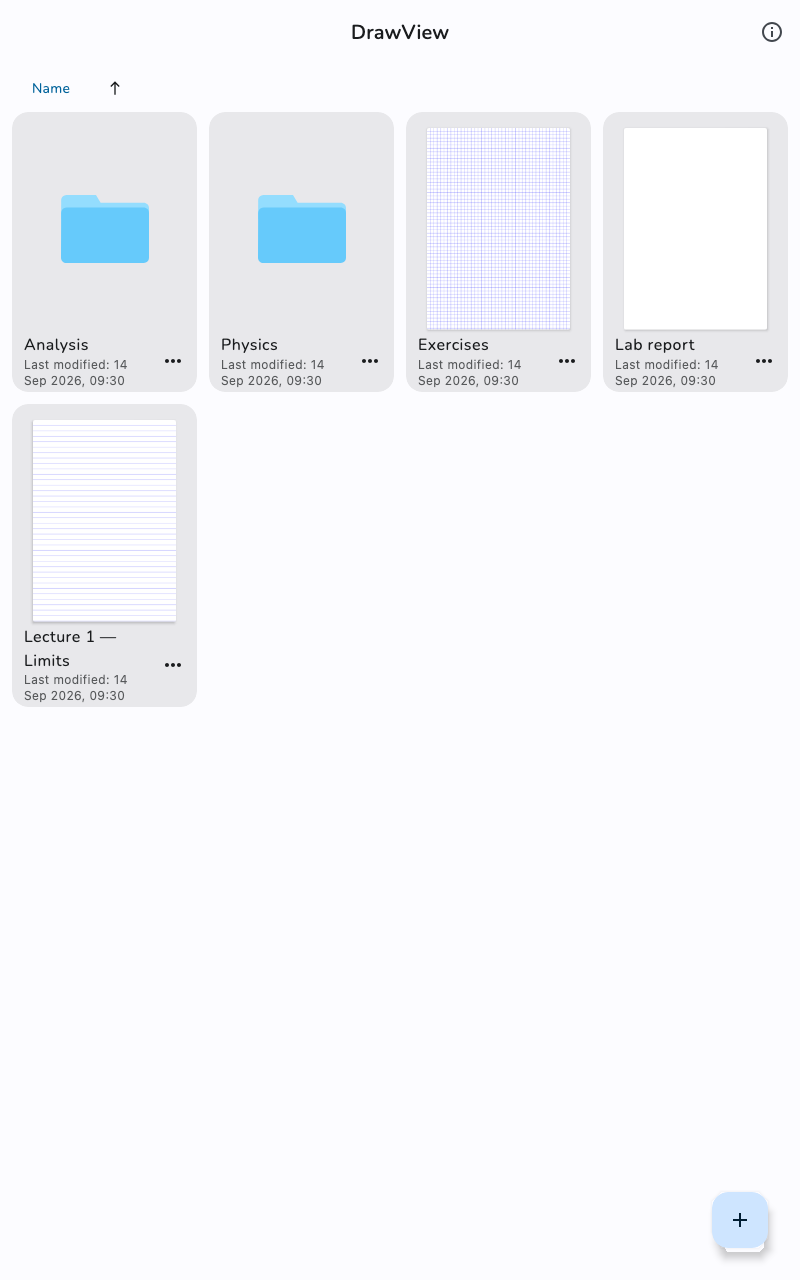 DrawView
Name
Analysis
Last modified: 14
Sep 2026, 09:30
Physics
Last modified: 14
Sep 2026, 09:30
Exercises
Last modified: 14
Sep 2026, 09:30
Lab report
Last modified: 14
Sep 2026, 09:30
Lecture 1 —
Limits
Last modified: 14
Sep 2026, 09:30